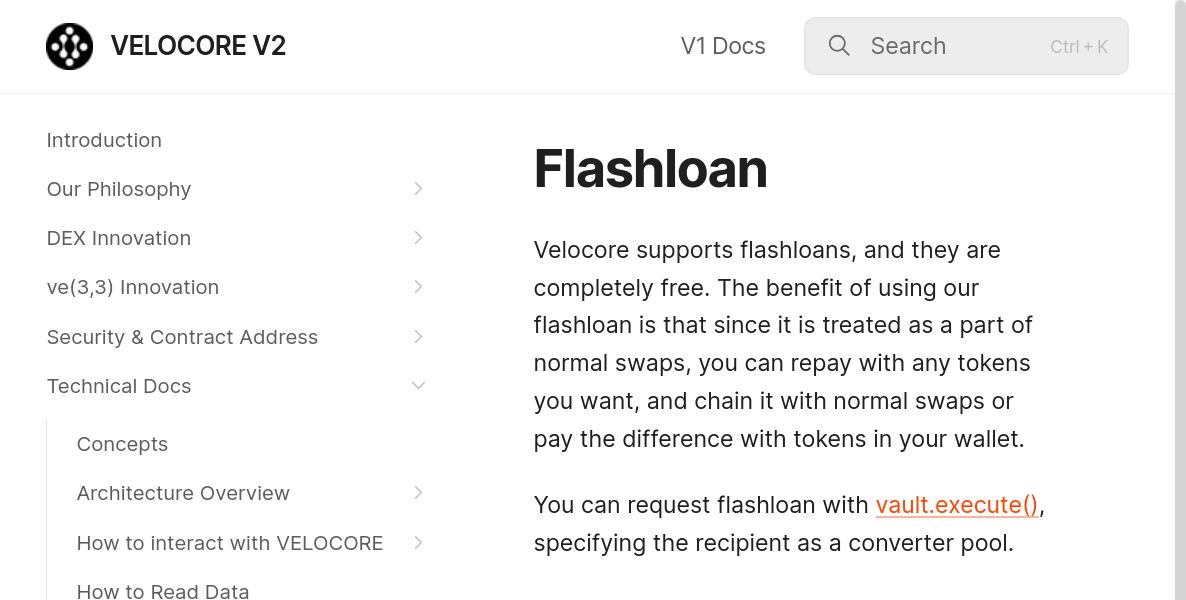 VELOCORE V2
V1 Docs
Search
Ctrl + K
Introduction
Our Philosophy
DEX Innovation
ve(3,3) Innovation
Security & Contract Address
Technical Docs
Concepts
Architecture Overview
How to interact with VELOCORE
How to Read Data
Flashloan
Velocore supports flashloans, and they are
completely free. The benefit of using our
flashloan is that since it is treated as a part of
normal swaps, you can repay with any tokens
you want, and chain it with normal swaps or
pay the difference with tokens in your wallet.
You can request flashloan with vault.execute(),
specifying the recipient as a converter pool.